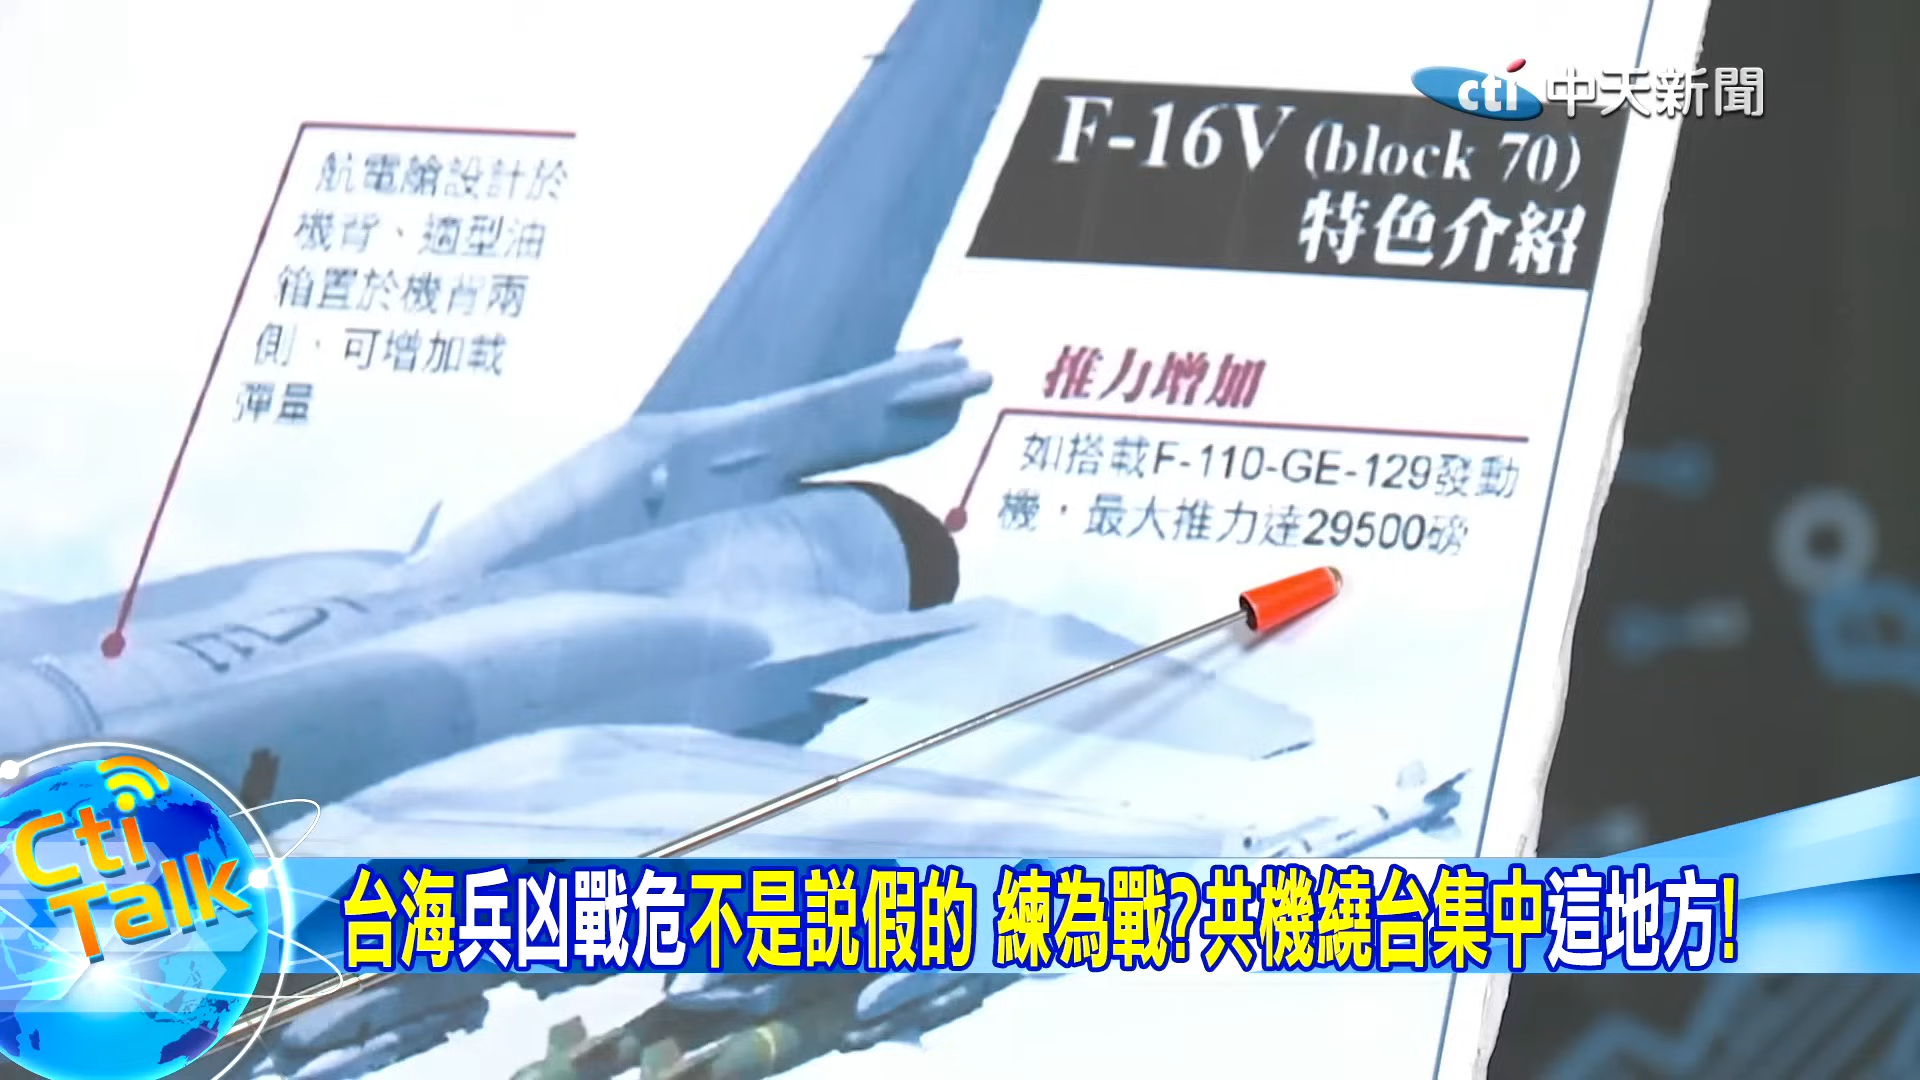 cti 中天新聞
F-16V (block 70)
特色介紹
航電艙設計於
機背、適型油
箱置於機背兩
側，可增加載
彈量
推力增加
如搭載F-110-GE-129發動
機，最大推力達29500磅
Cti
Talk
台海兵凶戰危不是説假的 練為戰?共機繞台集中這地方!